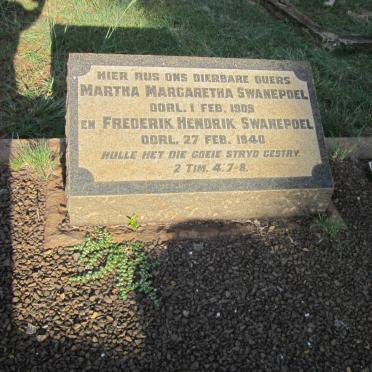 HIER RUS ONS DIERBARE OUERS
MARTHA MARGARETHA SWANEPOEL
OORL. 1 FEB. 1909
EN FREDERIK HENDRIK SWANEPOEL
OORL. 27 FEB. 1940
HULLE HET DIE GOEIE STRYD GESTRY.
2 TIM. 4.7-8.